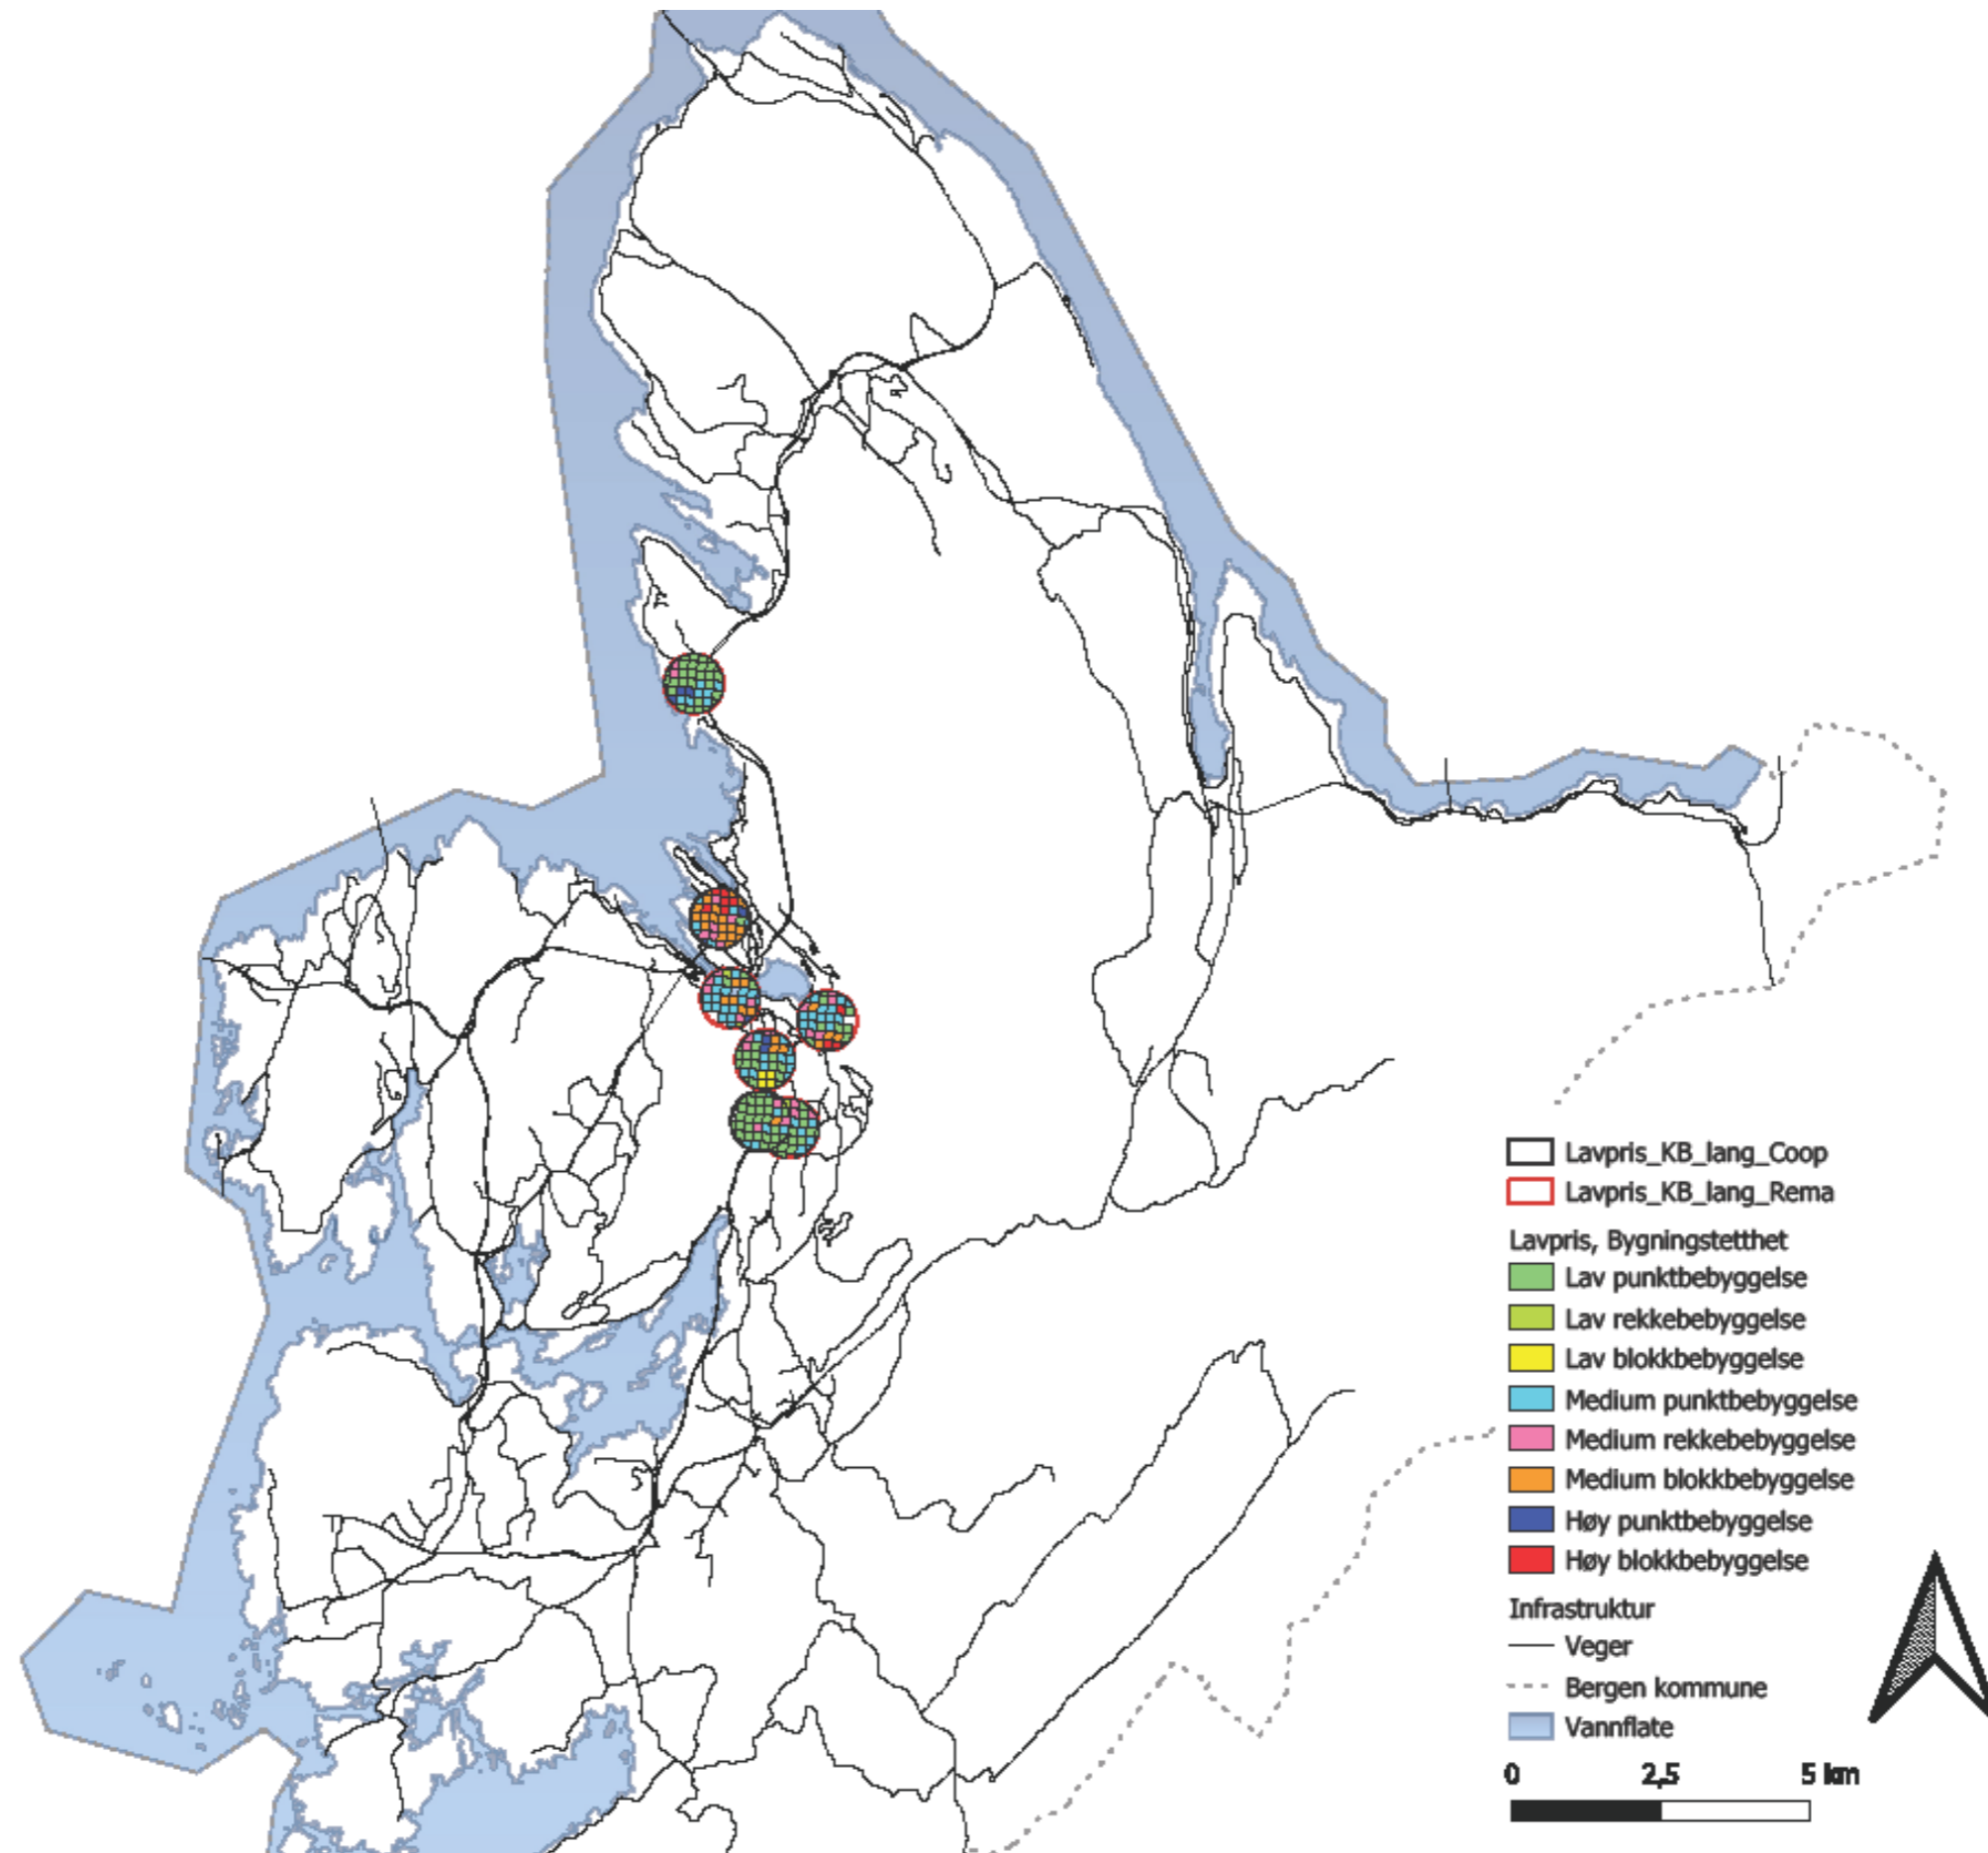 Lavpris_KB_lang_Coop
Lavpris_KB_lang_Rema
Lavpris, Bygningstetthet
Lav punktbebyggelse
Lav rekkebebyggelse
Lav blokkbebyggelse
Medium punktbebyggelse
Medium rekkebebyggelse
Medium blokkbebyggelse
Høy punktbebyggelse
Høy blokkbebyggelse
Infrastruktur
Veger
Bergen kommune
Vannflate
0 2,5 5 km